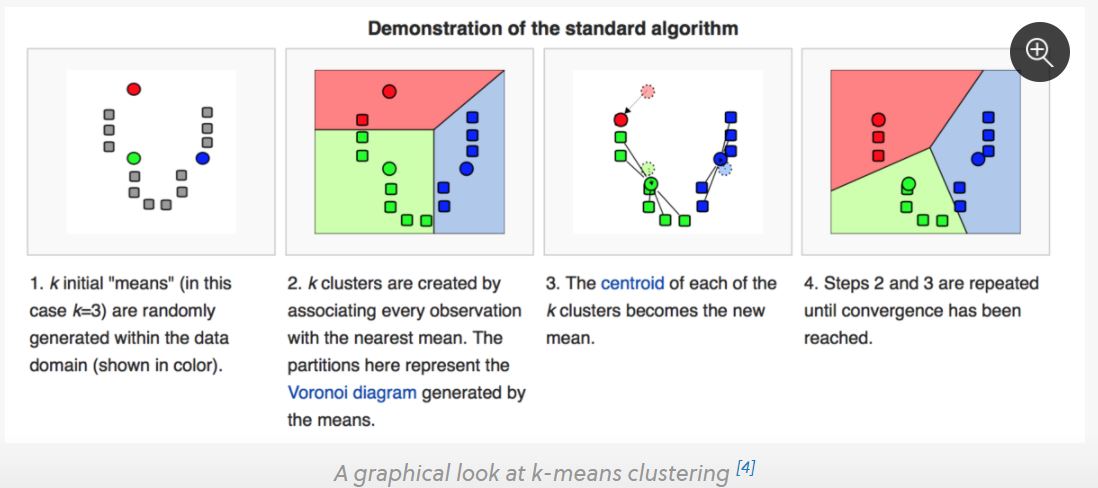 Demonstration of the standard algorithm
1. k initial "means" (in this
case k=3) are randomly
generated within the data
domain (shown in color).
2. k clusters are created by
associating every observation
with the nearest mean. The
partitions here represent the
Voronoi diagram generated by
the means.
3. The centroid of each of the
k clusters becomes the new
mean.
4. Steps 2 and 3 are repeated
until convergence has been
reached.
A graphical look at k-means clustering [4]